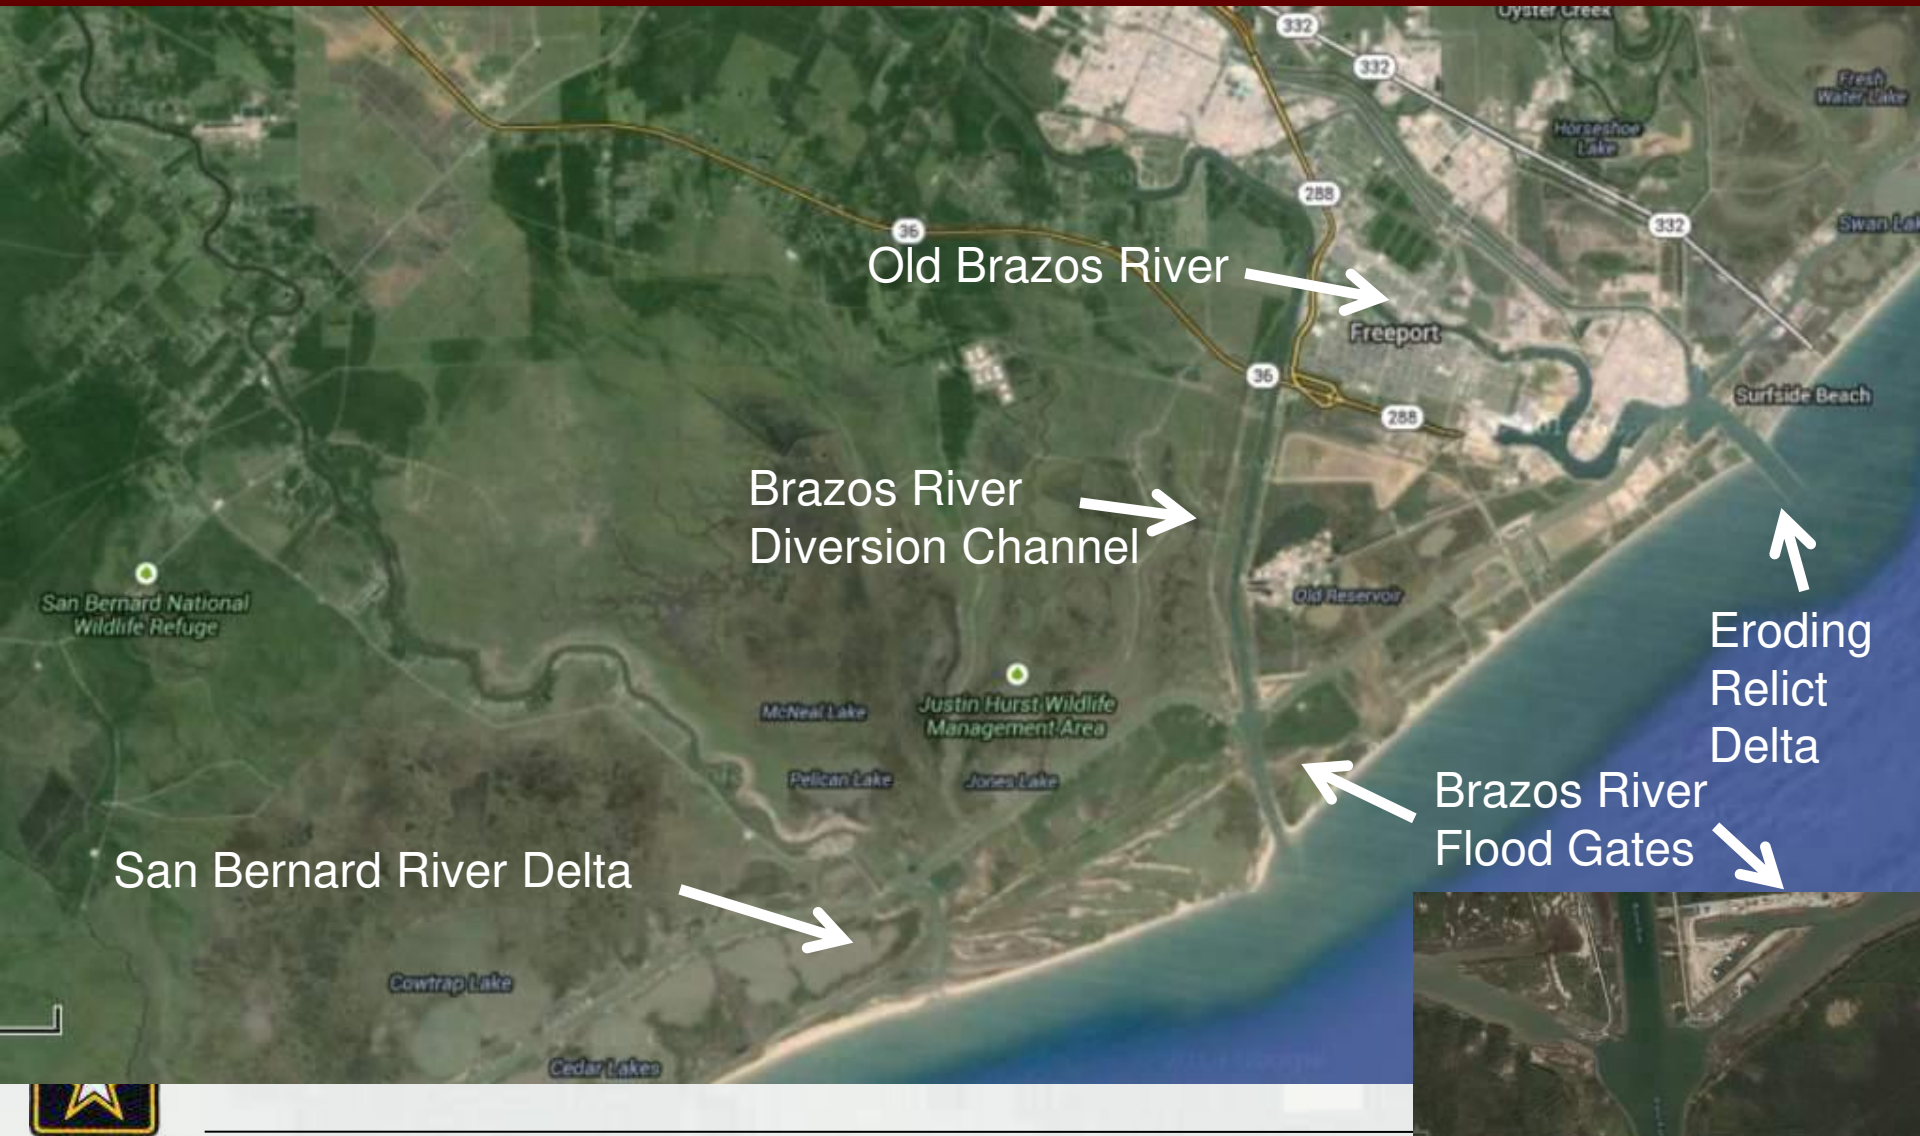 332
Oyster Creek
332
Fresh
Water Lake
Horseshoe
Lake
288
332
Swan Lak
36
Old Brazos River
Freeport
36
Surfside Beach
288
Brazos River
Diversion Channel
San Bernard National
Wildlife Refuge
Old Reservoir
Eroding
Relict
Delta
McNeal Lake
Justin Hurst Wildlife
Management Area
Pelican Lake
Jones Lake
Brazos River
Flood Gates
San Bernard River Delta
Cowtrap Lake
Cedar Lakes